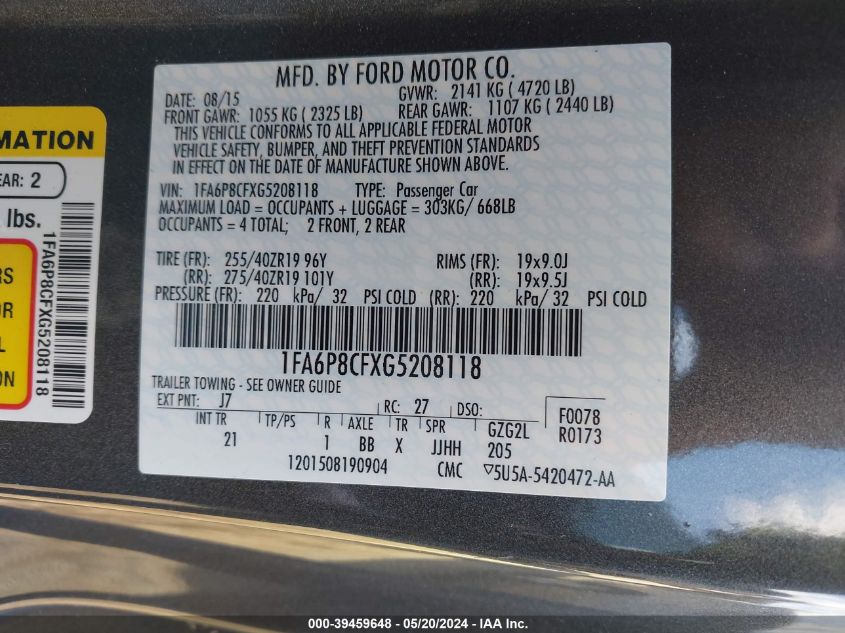 MATION
EAR: 2
lbs.
RS
OR
L
ON
1FA6P8CFXG5208118
MFD. BY FORD MOTOR CO.
DATE: 08/15 GVWR: 2141 KG ( 4720 LB)
FRONT GAWR: 1055 KG ( 2325 LB) REAR GAWR: 1107 KG ( 2440 LB)
THIS VEHICLE CONFORMS TO ALL APPLICABLE FEDERAL MOTOR
VEHICLE SAFETY, BUMPER, AND THEFT PREVENTION STANDARDS
IN EFFECT ON THE DATE OF MANUFACTURE SHOWN ABOVE.
VIN: 1FA6P8CFXG5208118 TYPE: Passenger Car
MAXIMUM LOAD = OCCUPANTS + LUGGAGE = 303KG/ 668LB
OCCUPANTS = 4 TOTAL; 2 FRONT, 2 REAR
TIRE (FR): 255/40ZR19 96Y RIMS (FR): 19x9.0J
(RR): 275/40ZR19 101Y (RR): 19x9.5J
PRESSURE (FR): 220 kPa/ 32 PSI COLD (RR): 220 kPa/ 32 PSI COLD
1FA6P8CFXG5208118
TRAILER TOWING - SEE OWNER GUIDE
EXT PNT: J7 RC: 27 DSO: F0078
INT TR TP/PS R AXLE TR SPR GZG2L R0173
21 1 BB X JJHH 205
1201508190904 CMC ▽5U5A-5420472-AA
000-39459648 - 05/20/2024 - IAA Inc.